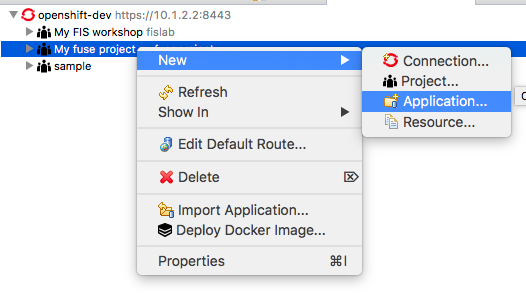 openshift-dev https://10.1.2.2:8443
My FIS workshop fislab
My fuse project
sample
New
Refresh
Show In
Edit Default Route...
Delete
Import Application...
Deploy Docker Image...
Properties ⌘I
Connection...
Project...
Application...
Resource...